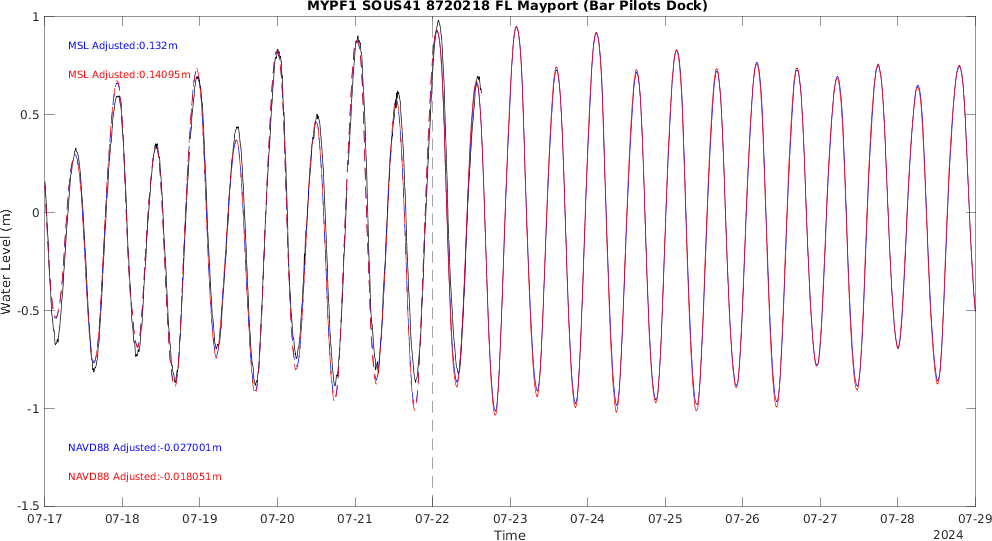 MYPF1 SOUS41 8720218 FL Mayport (Bar Pilots Dock)
1
0.5
0
-0.5
-1
-1.5
Water Level (m)
MSL Adjusted:0.132m
MSL Adjusted:0.14095m
NAVD88 Adjusted:-0.027001m
NAVD88 Adjusted:-0.018051m
07-17 07-18 07-19 07-20 07-21 07-22 07-23 07-24 07-25 07-26 07-27 07-28 07-29
Time
2024